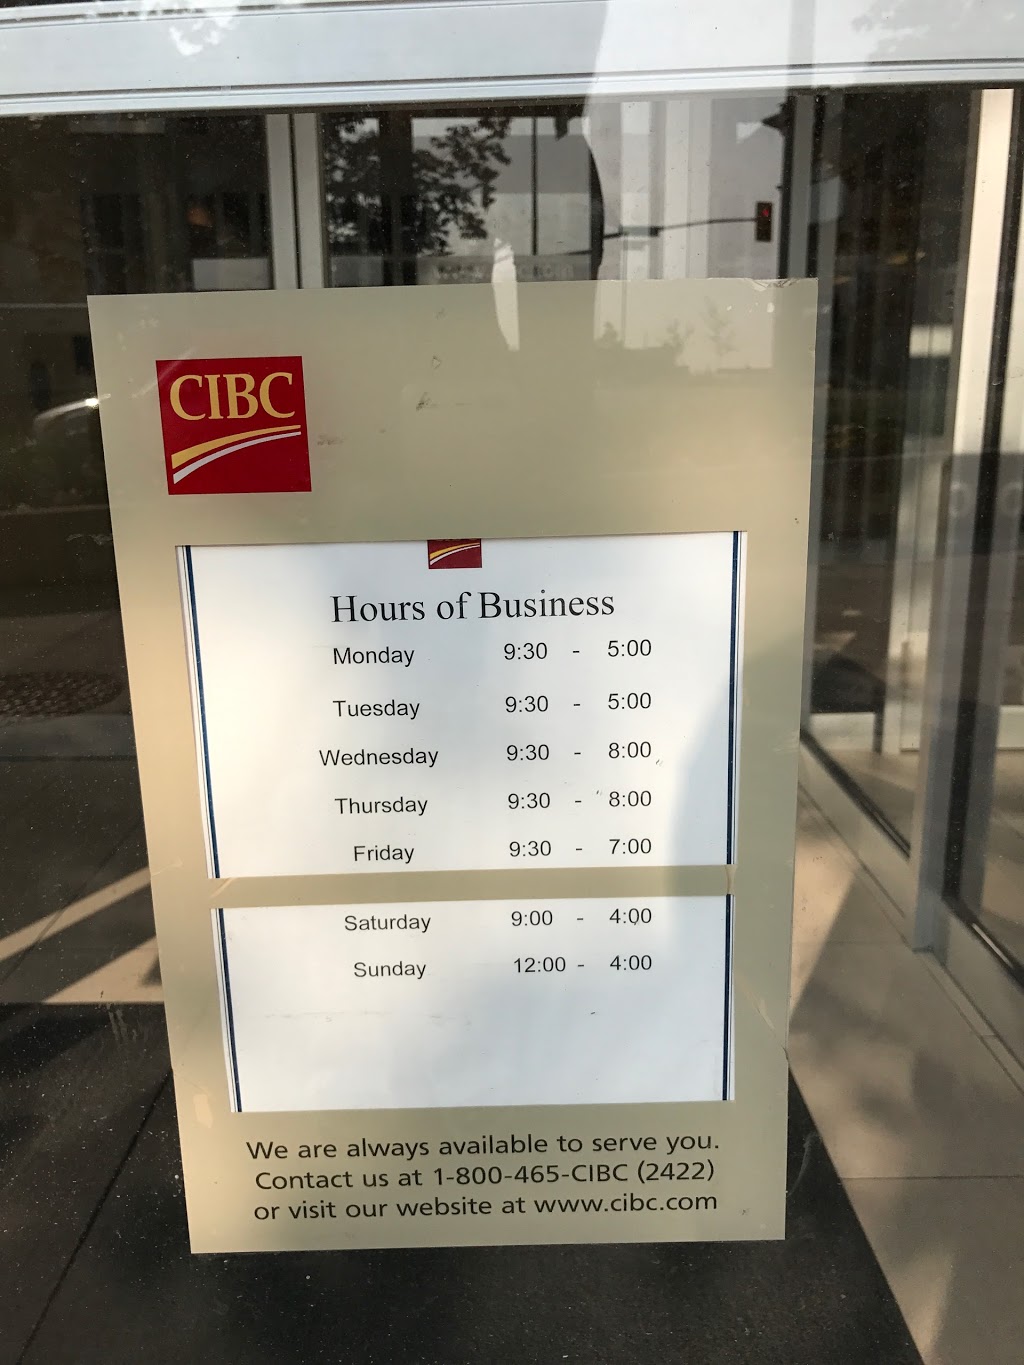 CIBC
Hours of Business
Monday 9:30 - 5:00
Tuesday 9:30 - 5:00
Wednesday 9:30 - 8:00
Thursday 9:30 - 8:00
Friday 9:30 - 7:00
Saturday 9:00 - 4:00
Sunday 12:00 - 4:00
We are always available to serve you.
Contact us at 1-800-465-CIBC (2422)
or visit our website at www.cibc.com